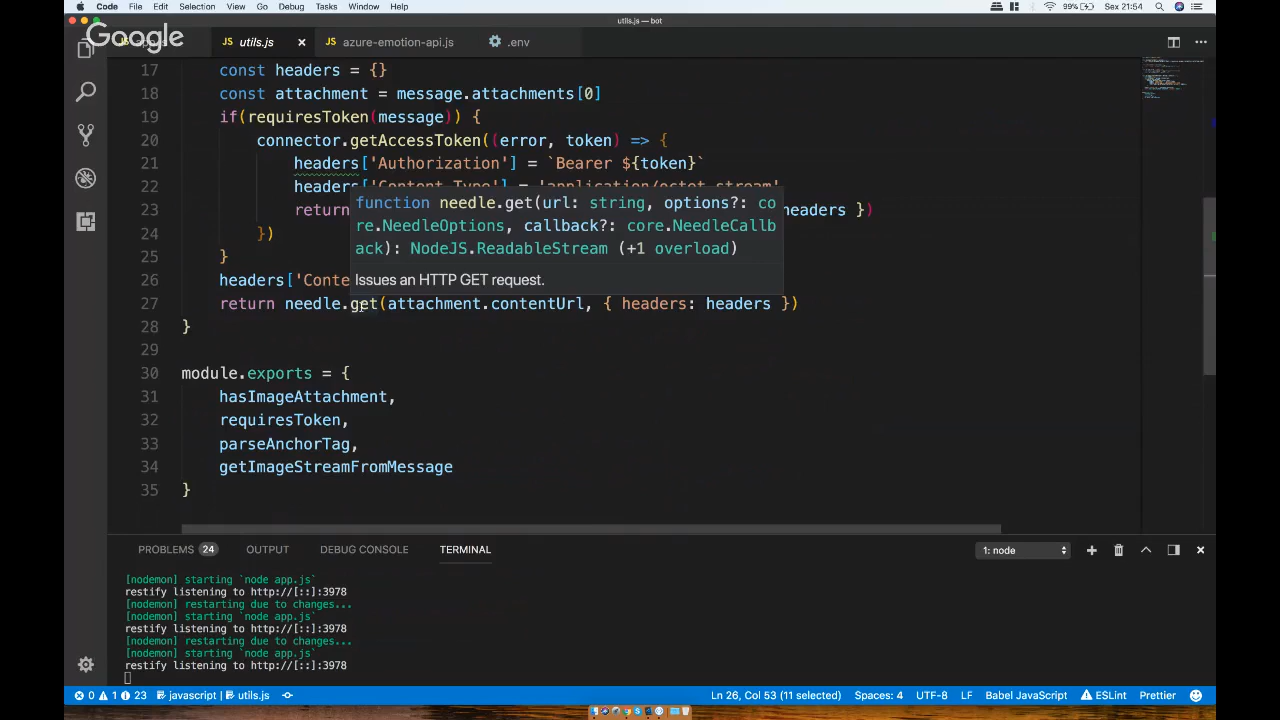 Code File Edit Selection View Go Debug Tasks Window Help 99% Sex 21:54
utils.js — bot
Google
JS utils.js × JS azure-emotion-api.js .env
17 const headers = {}
18 const attachment = message.attachments[0]
19 if(requiresToken(message)) {
20 connector.getAccessToken((error, token) => {
21 headers['Authorization'] = `Bearer ${token}`
22 headers['Content-Type'] = 'application/octet-stream'
23 return headers })
function needle.get(url: string, options?: co
re.NeedleOptions, callback?: core.NeedleCallb
ack): NodeJS.ReadableStream (+1 overload)
Issues an HTTP GET request.
24 })
25 }
26 headers['Conte
27 return needle.get(attachment.contentUrl, { headers: headers })
28 }
29
30 module.exports = {
31 hasImageAttachment,
32 requiresToken,
33 parseAnchorTag,
34 getImageStreamFromMessage
35 }
PROBLEMS 24 OUTPUT DEBUG CONSOLE TERMINAL 1: node
[nodemon] starting `node app.js`
restify listening to http://[::]:3978
[nodemon] restarting due to changes...
[nodemon] starting `node app.js`
restify listening to http://[::]:3978
[nodemon] restarting due to changes...
[nodemon] starting `node app.js`
restify listening to http://[::]:3978
0 1 23 javascript | utils.js Ln 26, Col 53 (11 selected) Spaces: 4 UTF-8 LF Babel JavaScript ESLint Prettier